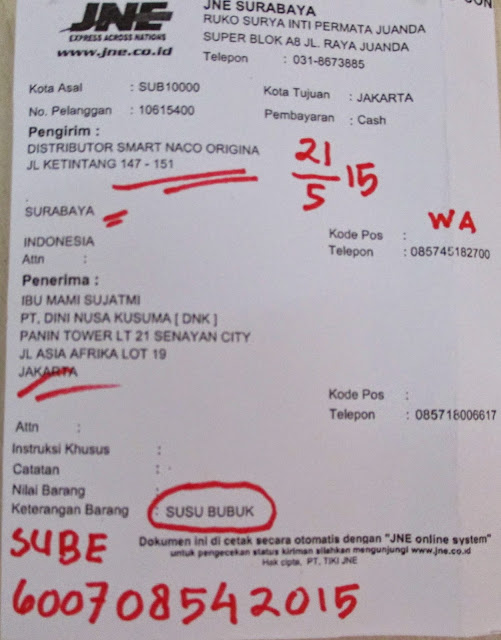 JNE
EXPRESS ACROSS NATIONS
www.jne.co.id
JNE SURABAYA
RUKO SURYA INTI PERMATA JUANDA
SUPER BLOK A8 JL. RAYA JUANDA
Telepon : 031-8673885
Kota Asal : SUB10000
Kota Tujuan : JAKARTA
No. Pelanggan : 10615400
Pembayaran : Cash
Pengirim :
DISTRIBUTOR SMART NACO ORIGINA
JL KETINTANG 147 - 151
21
5 15
SURABAYA
WA
INDONESIA
Kode Pos :
Attn :
Telepon : 085745182700
Penerima :
IBU MAMI SUJATMI
PT, DINI NUSA KUSUMA [ DNK ]
PANIN TOWER LT 21 SENAYAN CITY
JL ASIA AFRIKA LOT 19
JAKARTA
Kode Pos :
Telepon : 085718006617
Attn :
Instruksi Khusus :
Catatan :
Nilai Barang :
Keterangan Barang : SUSU BUBUK
Dokumen ini di cetak secara otomatis dengan "JNE online system"
untuk pengecekan status kiriman silahkan mengunjungi www.jne.co.id
Hak cipta, PT, TIKI JNE
SUBE
600708542015